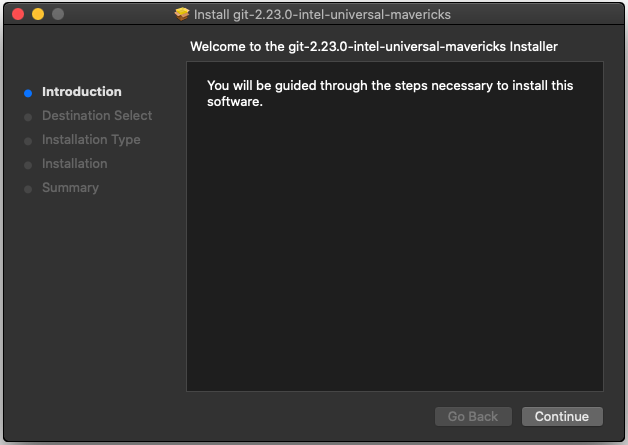 Install git-2.23.0-intel-universal-mavericks
Welcome to the git-2.23.0-intel-universal-mavericks Installer
Introduction
Destination Select
Installation Type
Installation
Summary
You will be guided through the steps necessary to install this
software.
Go Back
Continue